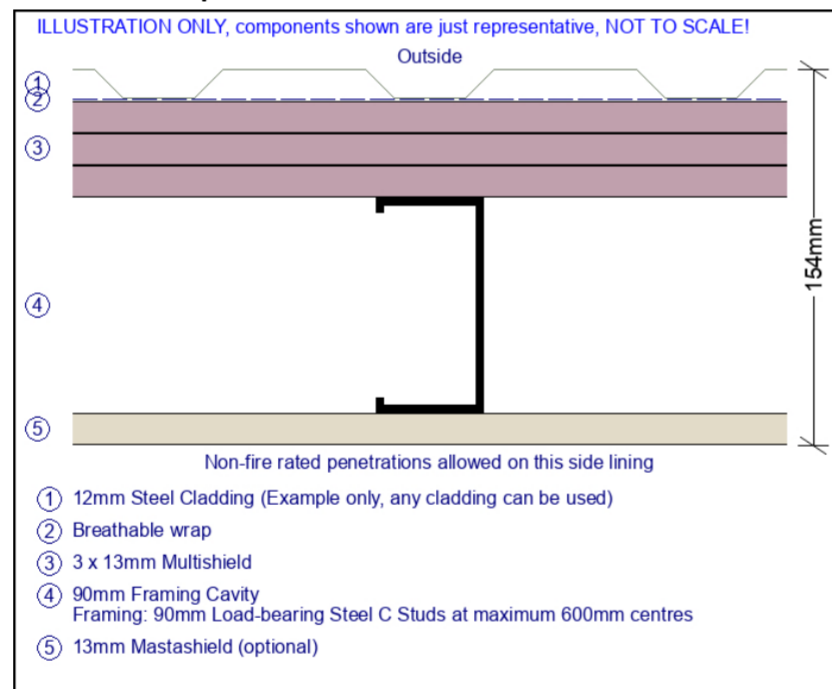 ILLUSTRATION ONLY, components shown are just representative, NOT TO SCALE!
Outside
1
2
3
4
5
154mm
Non-fire rated penetrations allowed on this side lining
1 12mm Steel Cladding (Example only, any cladding can be used)
2 Breathable wrap
3 3 x 13mm Multishield
4 90mm Framing Cavity
Framing: 90mm Load-bearing Steel C Studs at maximum 600mm centres
5 13mm Mastashield (optional)